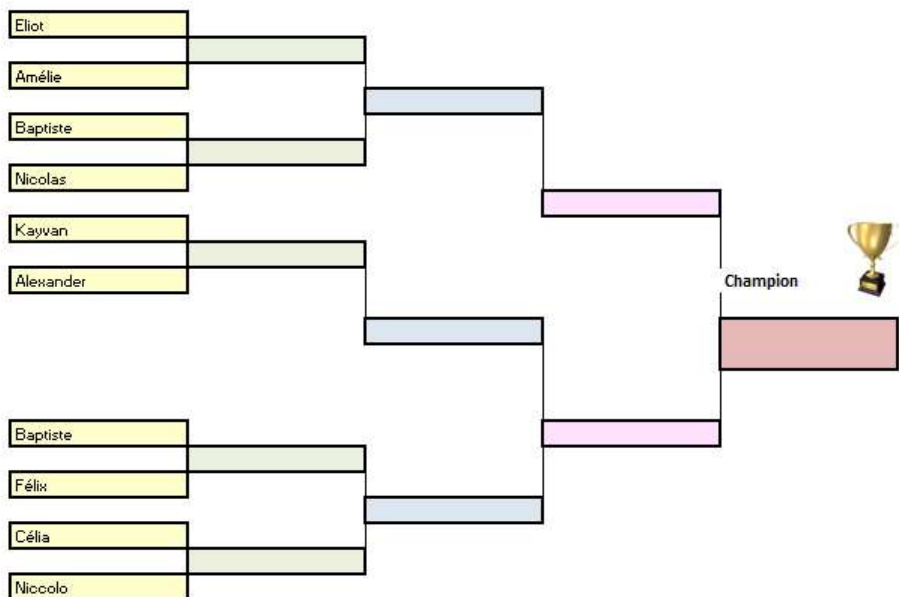 Eliot
Amélie
Baptiste
Nicolas
Kayvan
Alexander
Champion
Baptiste
Félix
Célia
Niccolo